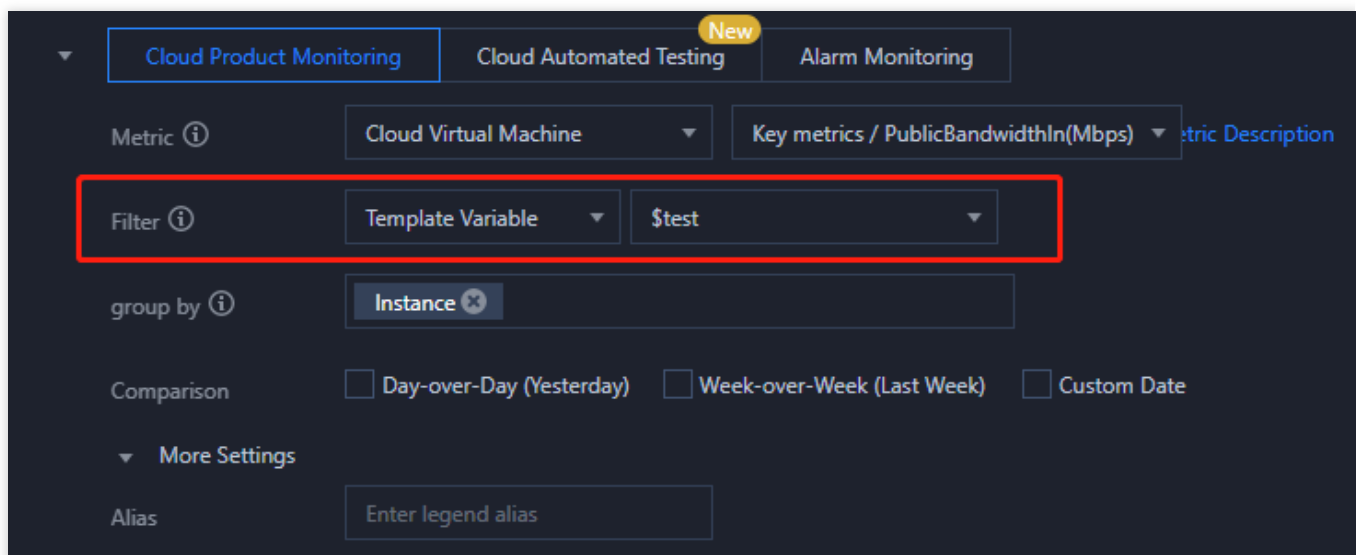 New
Cloud Product Monitoring Cloud Automated Testing Alarm Monitoring
Metric Cloud Virtual Machine Key metrics / PublicBandwidthIn(Mbps) etric Description
Filter Template Variable $test
group by Instance
Comparison Day-over-Day (Yesterday) Week-over-Week (Last Week) Custom Date
More Settings
Alias Enter legend alias